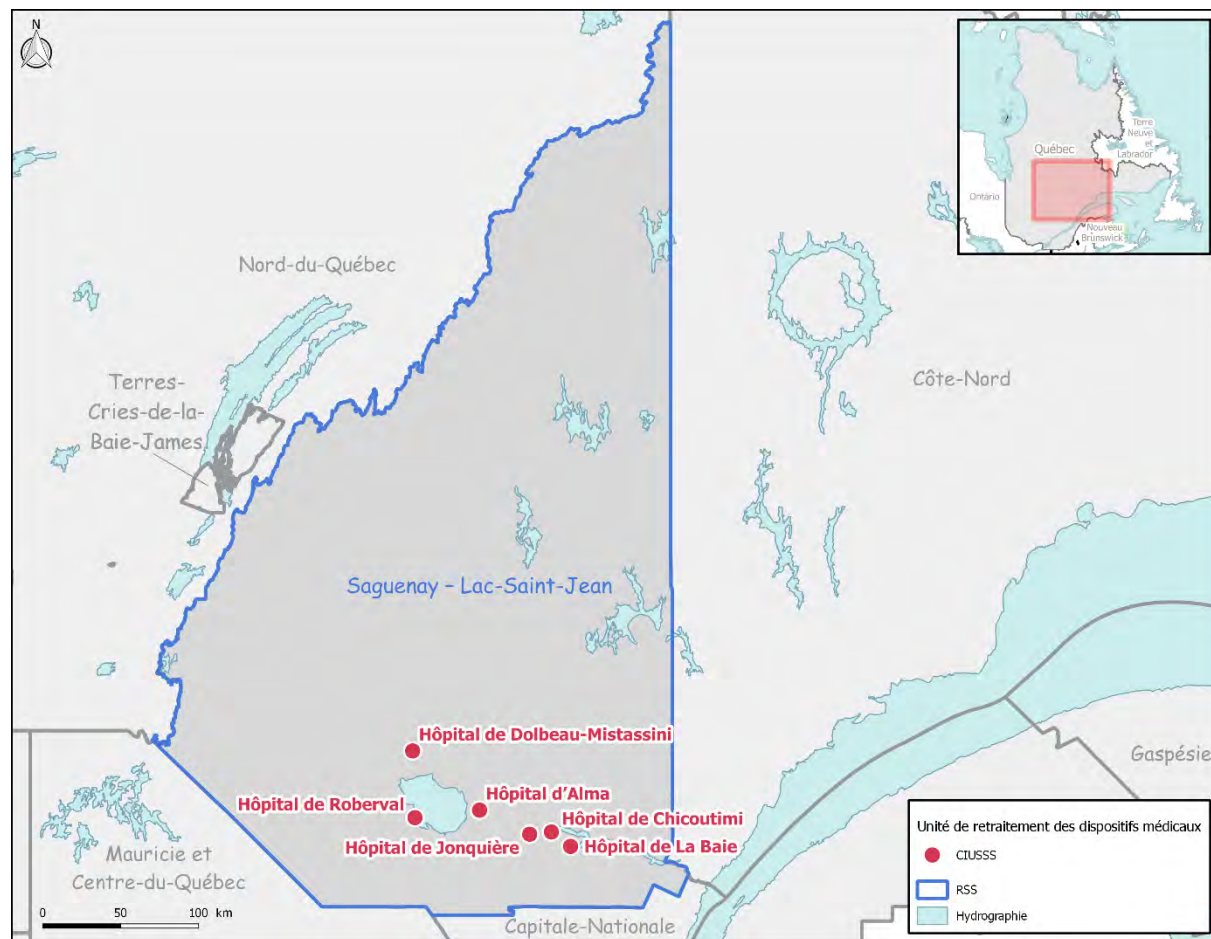 N
Québec
Terre
Neuve
et
Labrador
Ontario
Nouveau
Brunswick
Nord-du-Québec
Terres-
Cries-de-la-
Baie-James
Côte-Nord
Saguenay – Lac-Saint-Jean
Hôpital de Dolbeau-Mistassini
Hôpital de Roberval
Hôpital d’Alma
Hôpital de Chicoutimi
Hôpital de Jonquière
Hôpital de La Baie
Gaspésie
Mauricie et
Centre-du-Québec
Capitale-Nationale
0 50 100 km
Unité de retraitement des dispositifs médicaux
CIUSSS
RSS
Hydrographie